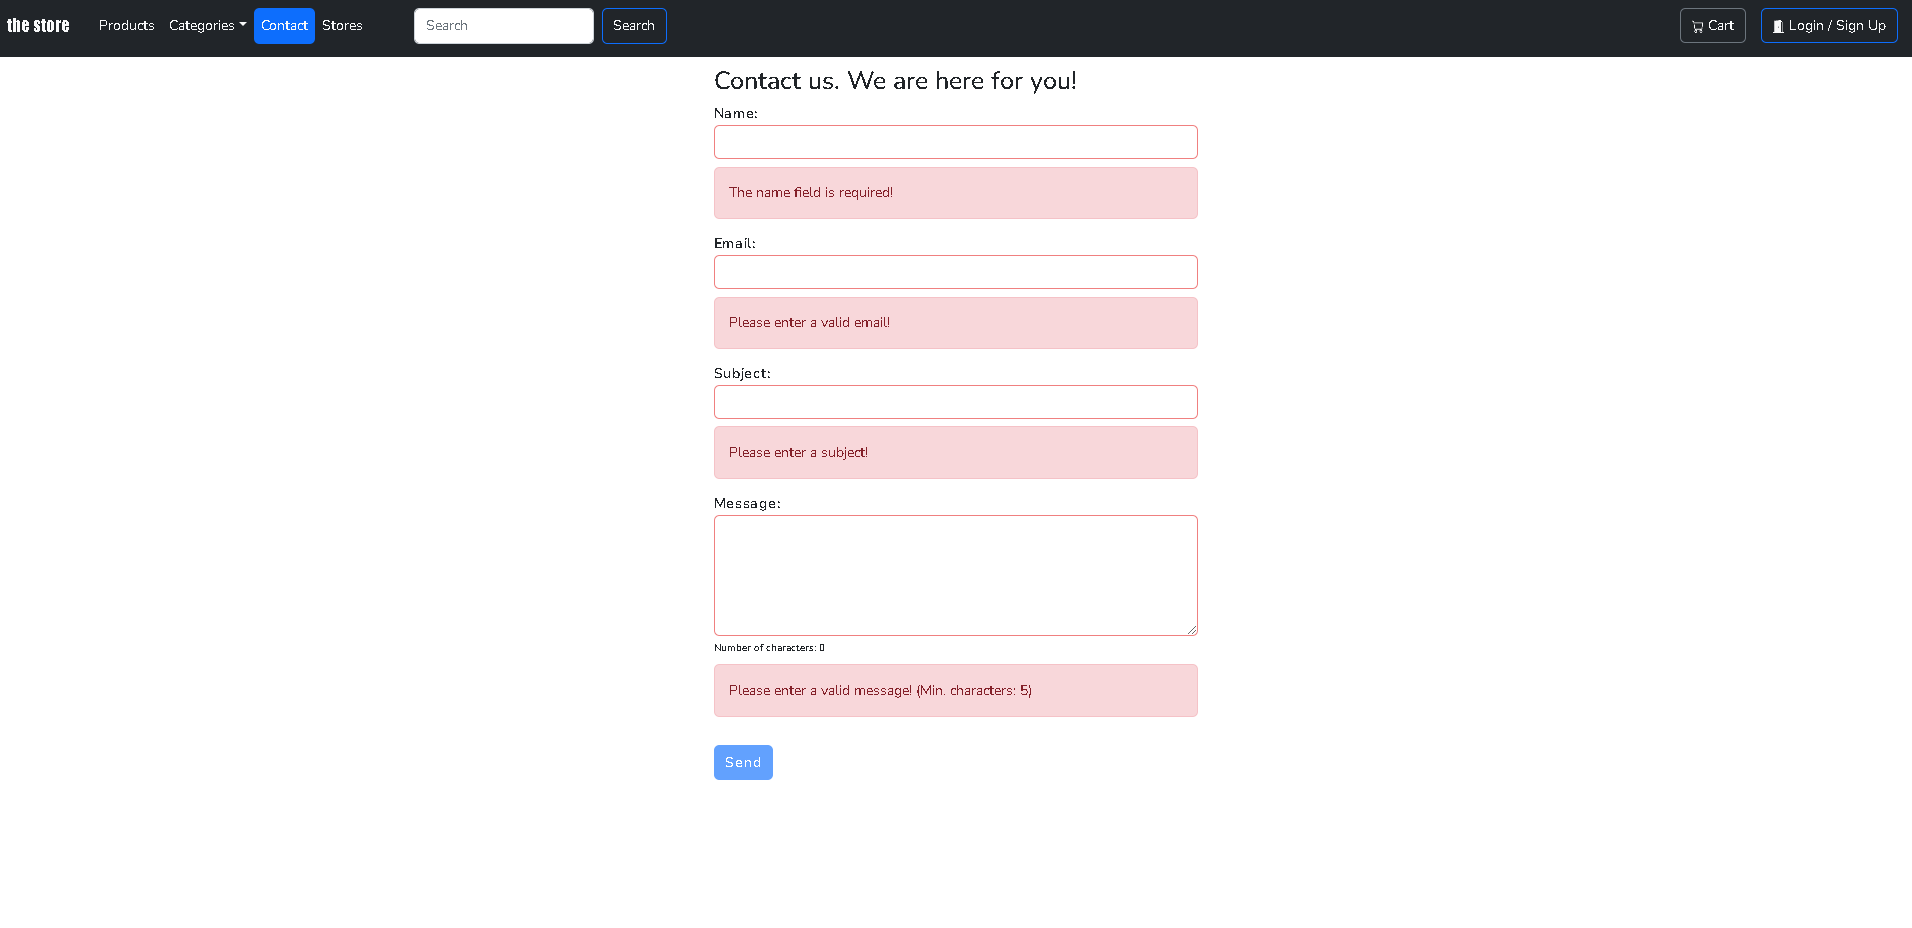 the store Products Categories Contact Stores Search Search Cart Login / Sign Up
Contact us. We are here for you!
Name:
The name field is required!
Email:
Please enter a valid email!
Subject:
Please enter a subject!
Message:
Number of characters: 0
Please enter a valid message! (Min. characters: 5)
Send